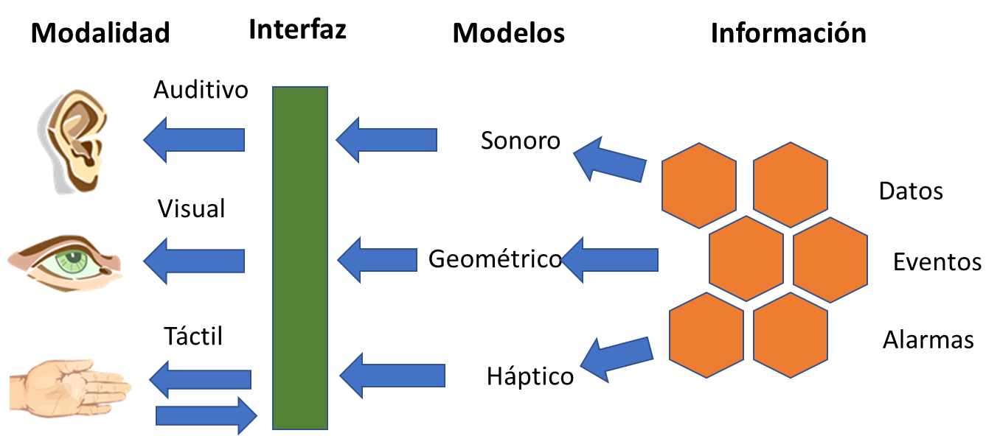 Modalidad
Interfaz
Modelos
Información
Auditivo
Sonoro
Datos
Visual
Geométrico
Eventos
Táctil
Háptico
Alarmas